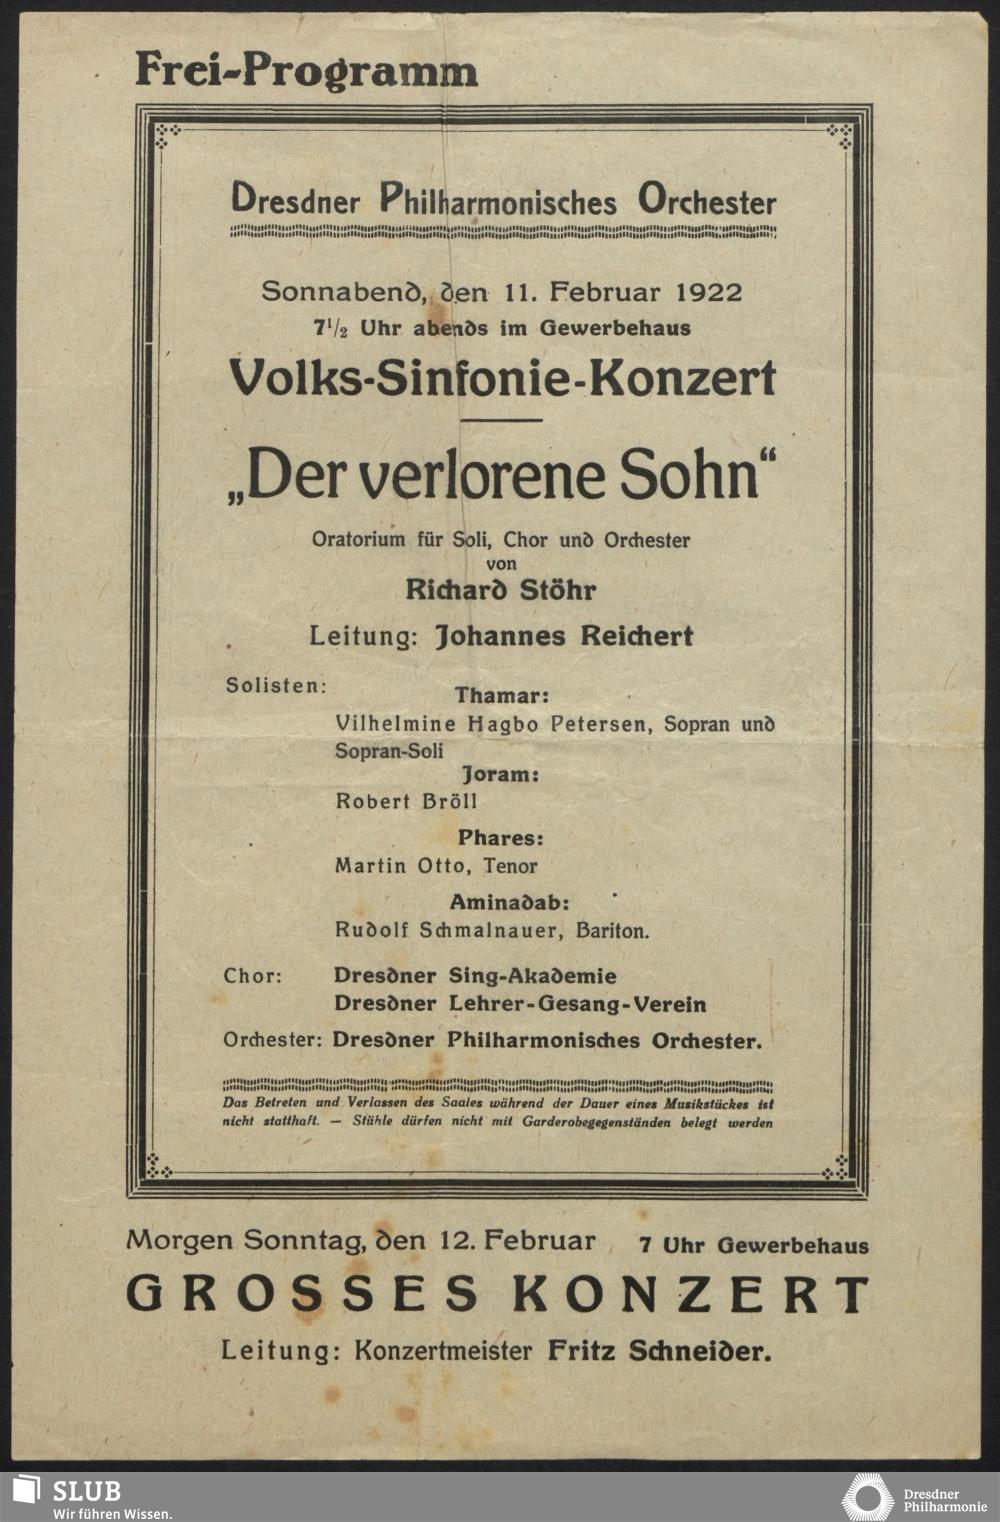 Frei-Programm
Dresdner Philharmonisches Orchester
Sonnabend, den 11. Februar 1922
7 1/2 Uhr abends im Gewerbehaus
Volks-Sinfonie-Konzert
„Der verlorene Sohn“
Oratorium für Soli, Chor und Orchester
von
Richard Stöhr
Leitung: Johannes Reichert
Solisten:
Thamar:
Vilhelmine Hagbo Petersen, Sopran und
Sopran-Soli
Joram:
Robert Bröll
Phares:
Martin Otto, Tenor
Aminadab:
Rudolf Schmalnauer, Bariton.
Chor: Dresdner Sing-Akademie
Dresdner Lehrer-Gesang-Verein
Orchester: Dresdner Philharmonisches Orchester.
Das Betreten und Verlassen des Saales während der Dauer eines Musikstückes ist
nicht statthaft. — Stühle dürfen nicht mit Garderobegegenständen belegt werden
Morgen Sonntag, den 12. Februar 7 Uhr Gewerbehaus
GROSSES KONZERT
Leitung: Konzertmeister Fritz Schneider.
SLUB
Wir führen Wissen.
Dresdner
Philharmonie